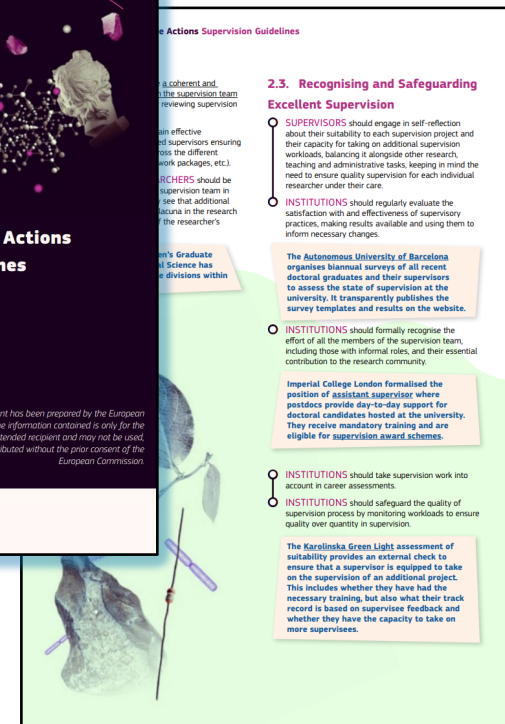 Actions
nes
nt has been prepared by the European
e information contained is only for the
tended recipient and may not be used,
ributed without the prior consent of the
European Commission.
e Actions Supervision Guidelines
a coherent and
n the supervision team
reviewing supervision
ain effective
ed supervisors ensuring
ross the different
work packages, etc.).
RCHERS should be
supervision team in
see that additional
lacuna in the research
f the researcher's
en's Graduate
al Science has
e divisions within
2.3. Recognising and Safeguarding
Excellent Supervision
SUPERVISORS should engage in self-reflection
about their suitability to each supervision project and
their capacity for taking on additional supervision
workloads, balancing it alongside other research,
teaching and administrative tasks, keeping in mind the
need to ensure quality supervision for each individual
researcher under their care.
INSTITUTIONS should regularly evaluate the
satisfaction with and effectiveness of supervisory
practices, making results available and using them to
inform necessary changes.
The Autonomous University of Barcelona
organises biannual surveys of all recent
doctoral graduates and their supervisors
to assess the state of supervision at the
university. It transparently publishes the
survey templates and results on the website.
INSTITUTIONS should formally recognise the
effort of all the members of the supervision team,
including those with informal roles, and their essential
contribution to the research community.
Imperial College London formalised the
position of assistant supervisor where
postdocs provide day-to-day support for
doctoral candidates hosted at the university.
They receive mandatory training and are
eligible for supervision award schemes.
INSTITUTIONS should take supervision work into
account in career assessments.
INSTITUTIONS should safeguard the quality of
supervision process by monitoring workloads to ensure
quality over quantity in supervision.
The Karolinska Green Light assessment of
suitability provides an external check to
ensure that a supervisor is equipped to take
on the supervision of an additional project.
This includes whether they have had the
necessary training, but also what their track
record is based on supervisee feedback and
whether they have the capacity to take on
more supervisees.